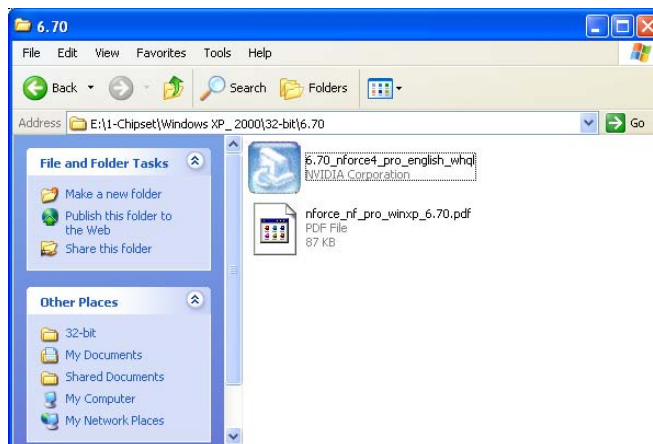 6.70
File Edit View Favorites Tools Help
Back Search Folders
Address E:\1-Chipset\Windows XP_ 2000\32-bit\6.70 Go
File and Folder Tasks
Make a new folder
Publish this folder to
the Web
Share this folder
Other Places
32-bit
My Documents
Shared Documents
My Computer
My Network Places
6.70_nforce4_pro_english_whql
NVIDIA Corporation
nforce_nf_pro_winxp_6.70.pdf
PDF File
87 KB